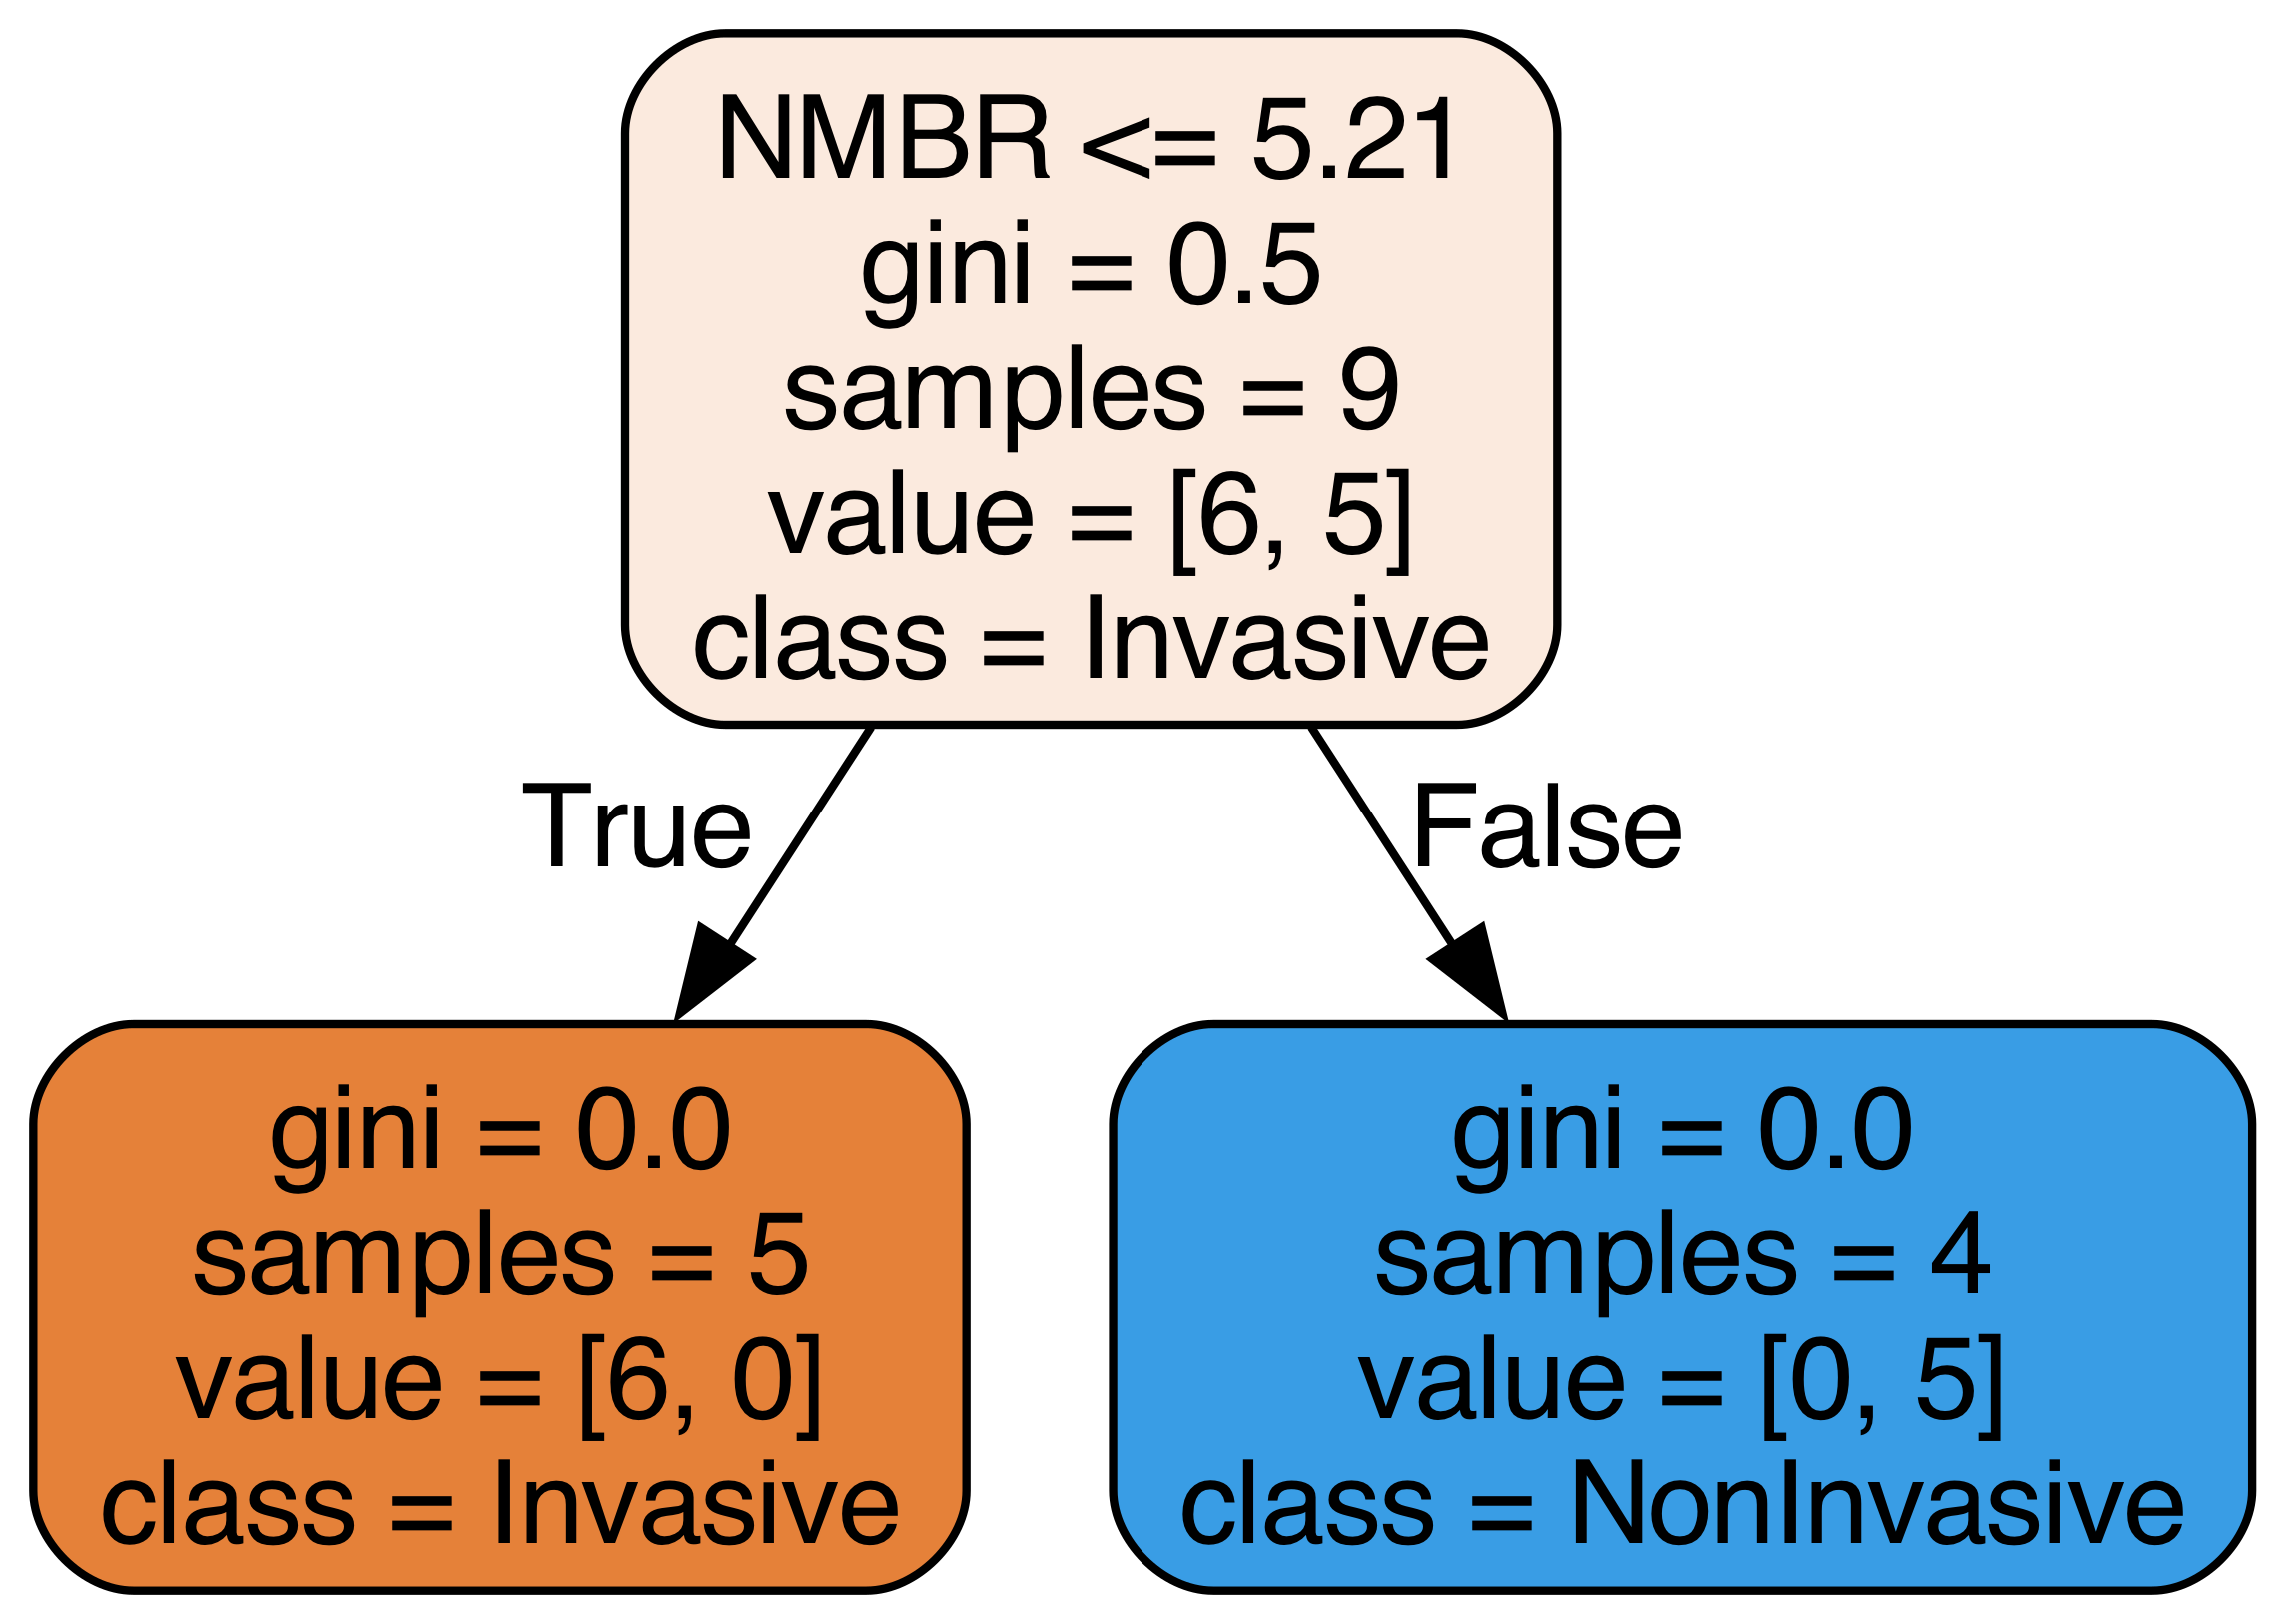 NMBR <= 5.21
gini = 0.5
samples = 9
value = [6, 5]
class = Invasive
True
False
gini = 0.0
samples = 5
value = [6, 0]
class = Invasive
gini = 0.0
samples = 4
value = [0, 5]
class = NonInvasive